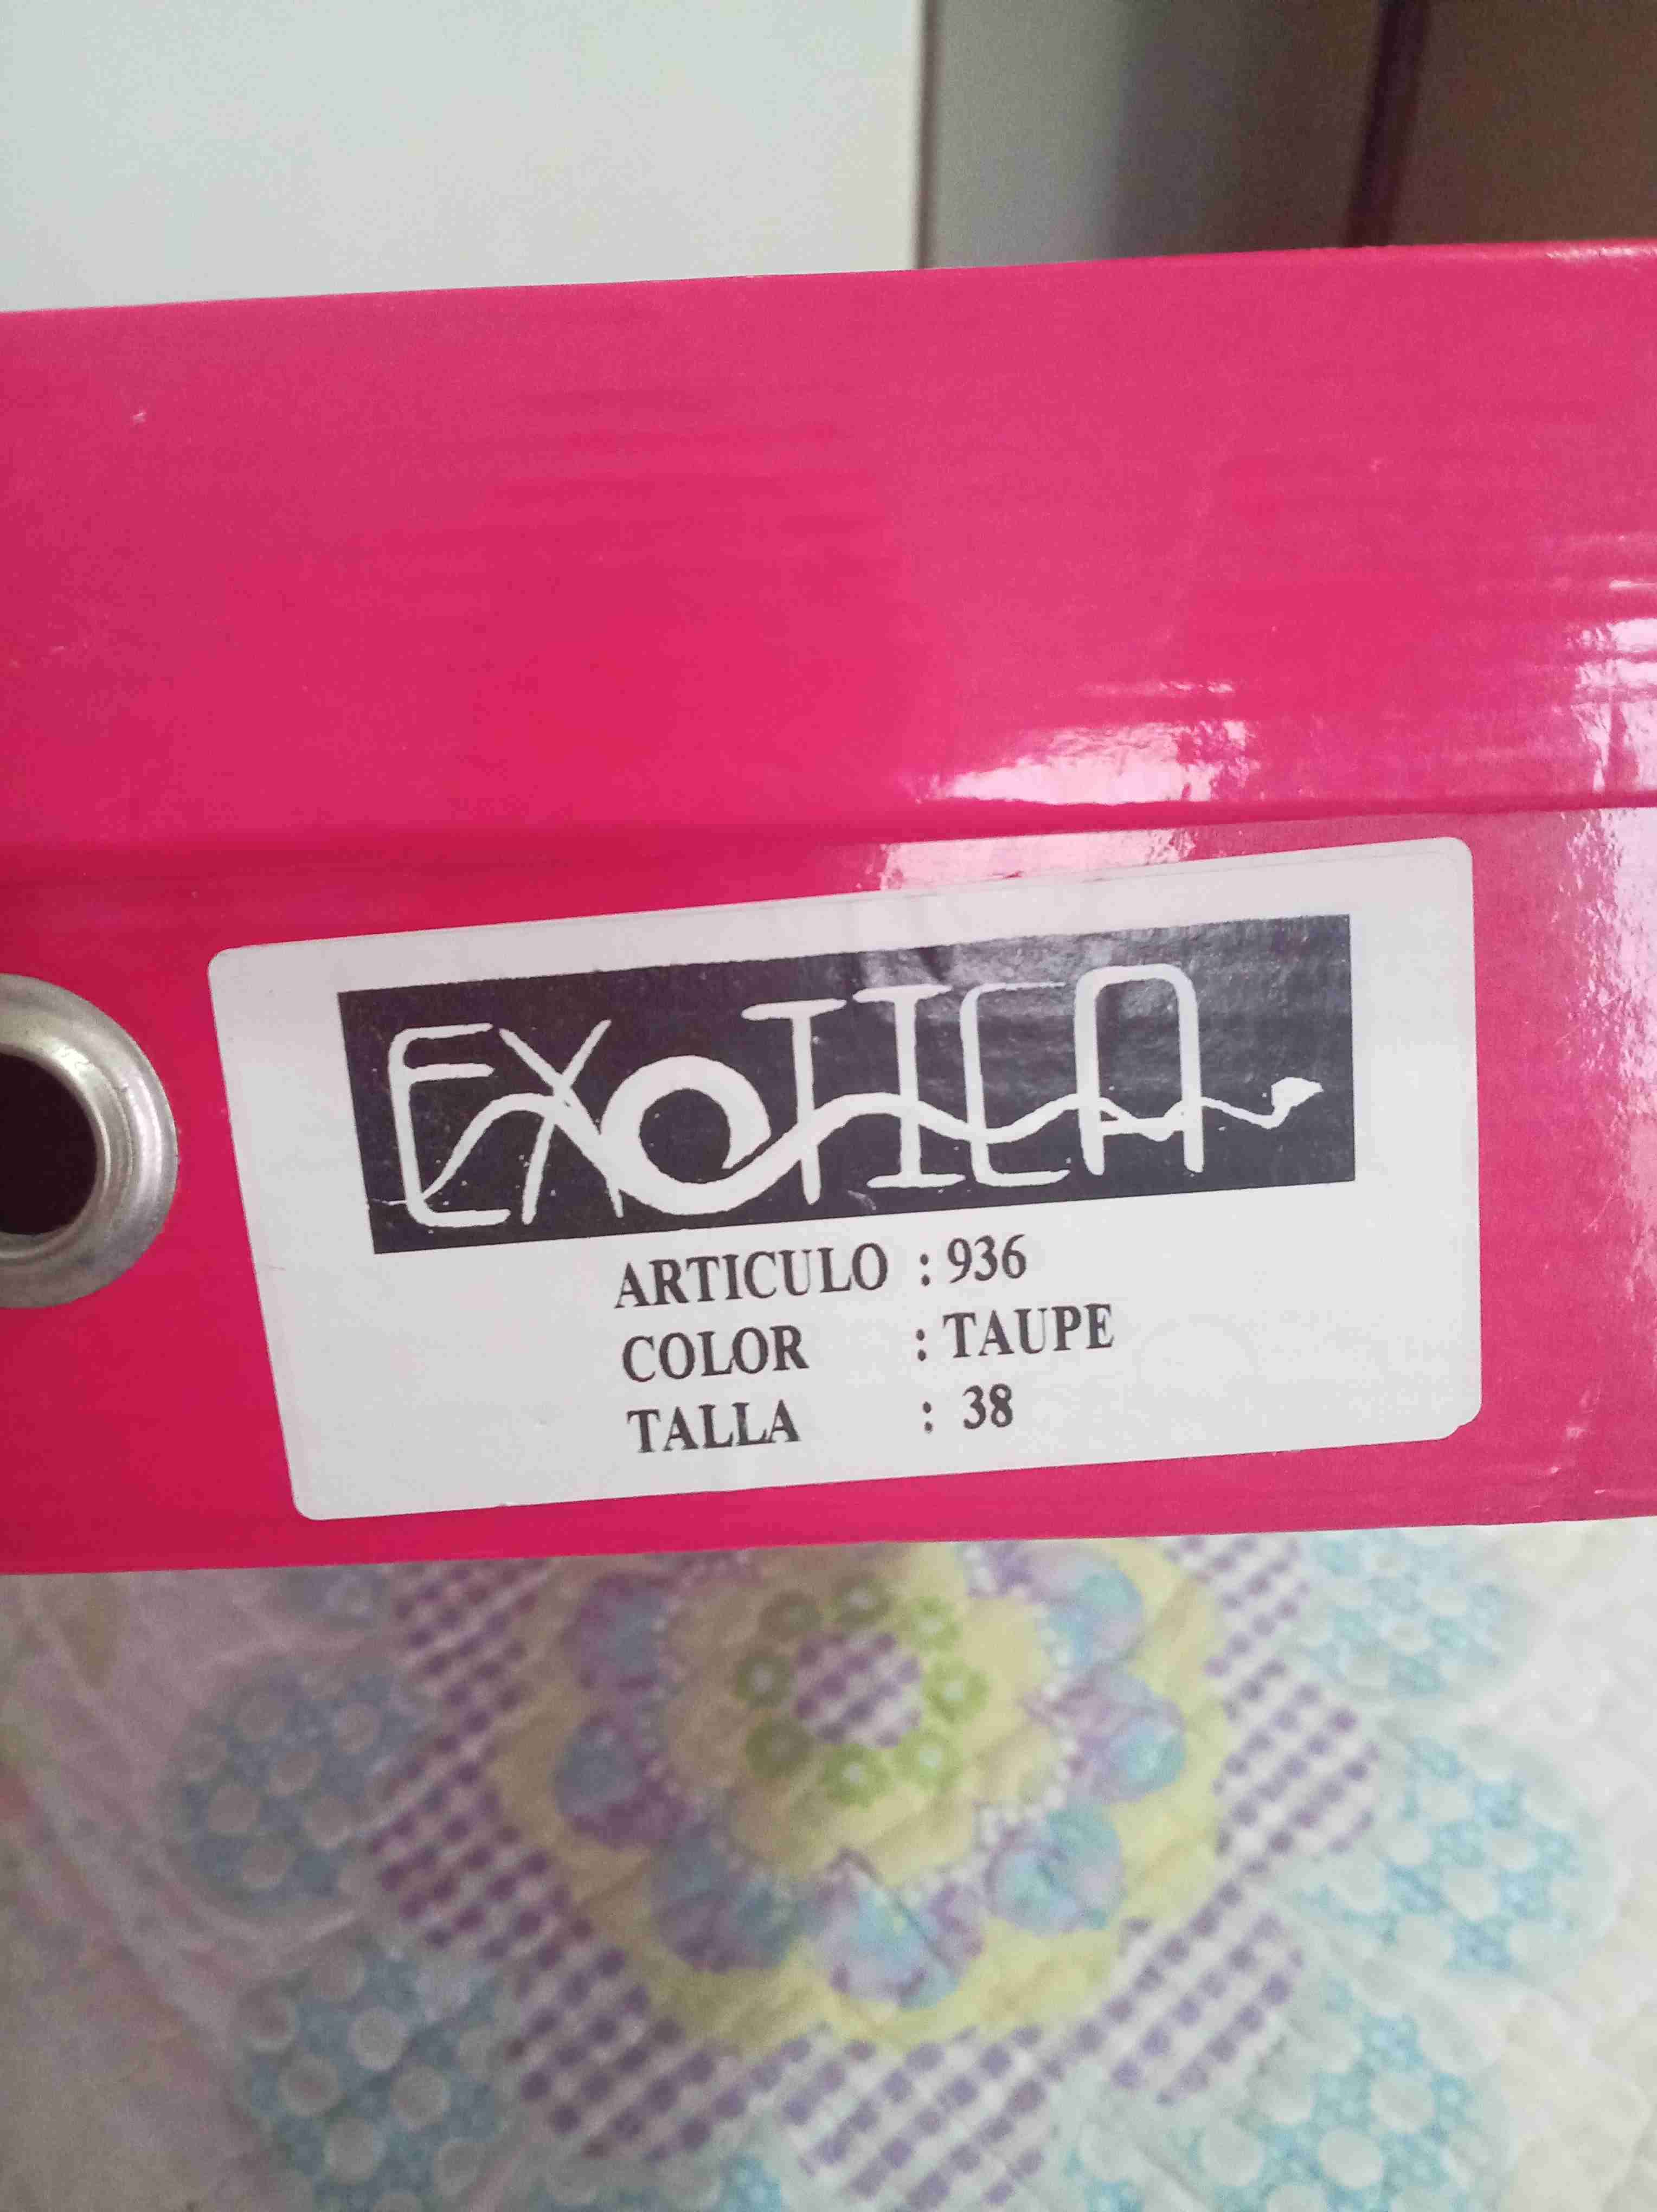 EXOTICA
ARTICULO : 936
COLOR : TAUPE
TALLA : 38